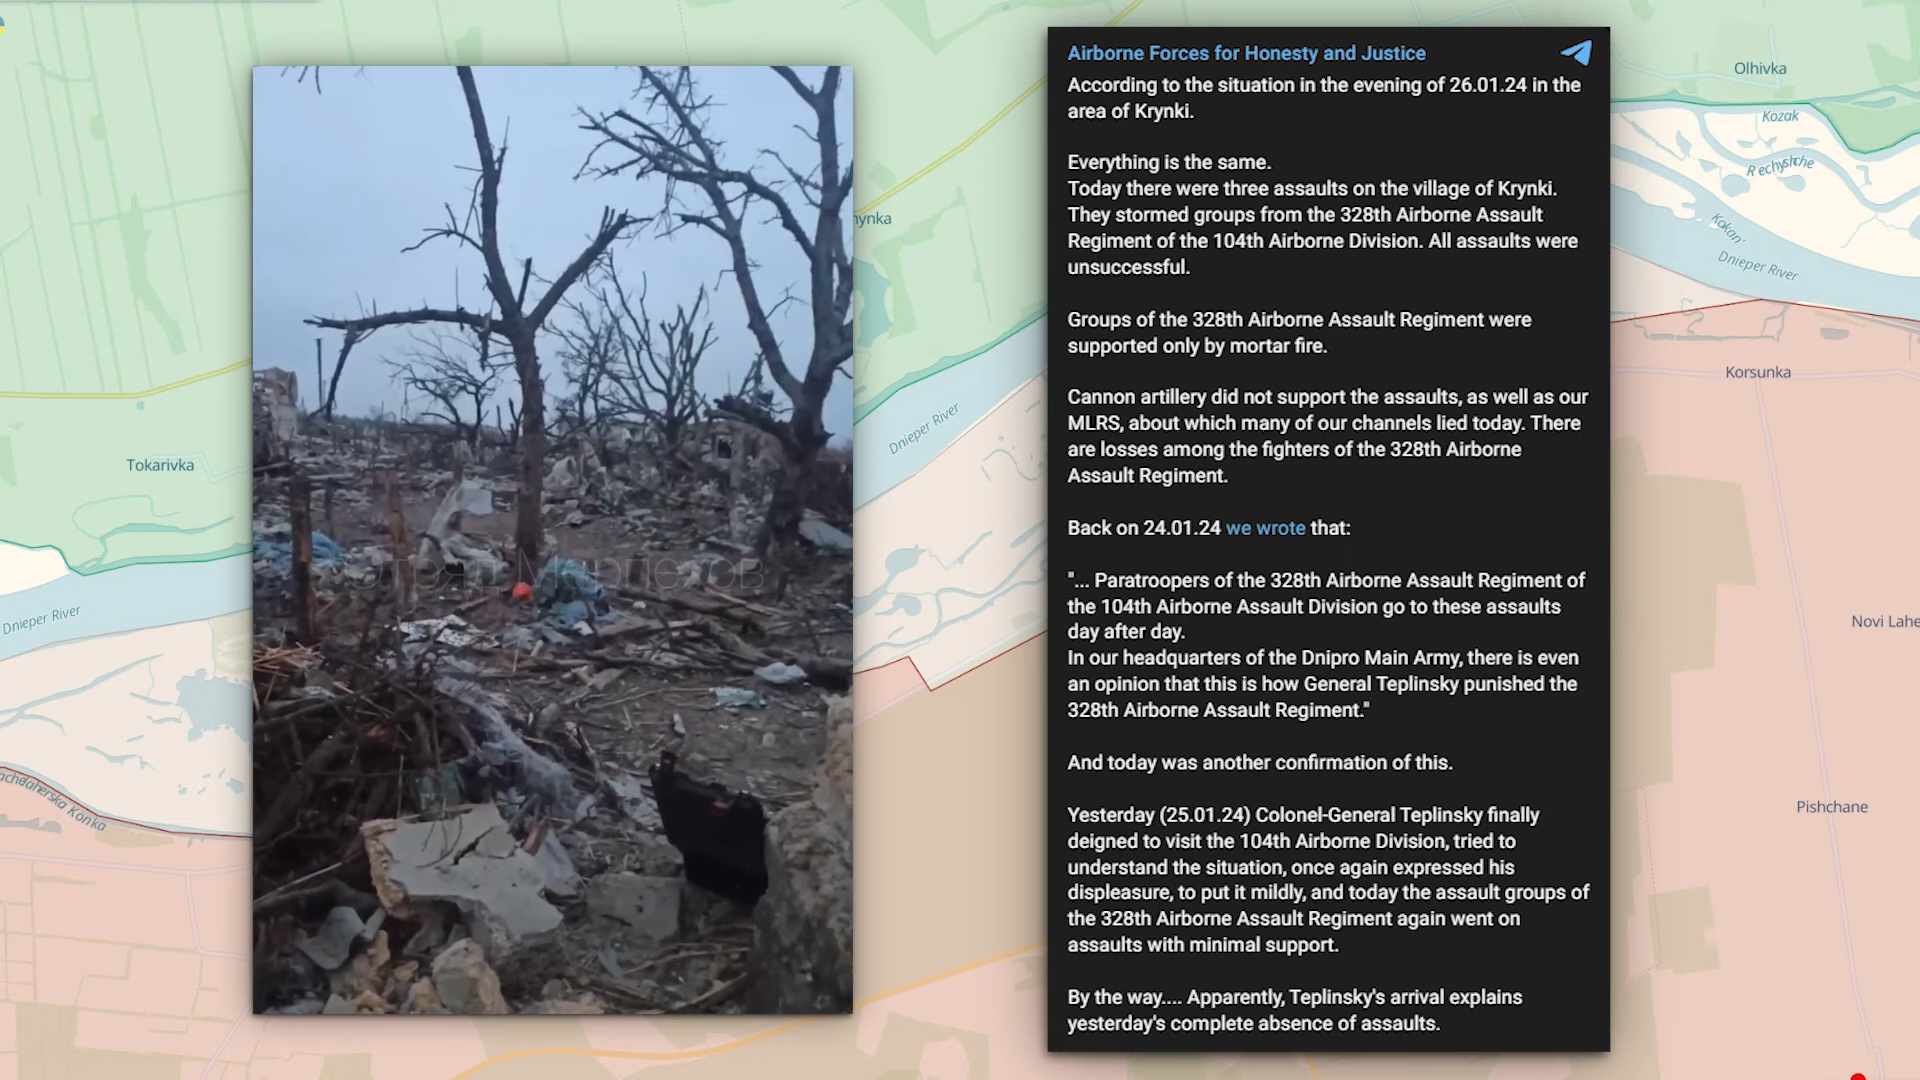 Airborne Forces for Honesty and Justice
According to the situation in the evening of 26.01.24 in the
area of Krynki.
Everything is the same.
Today there were three assaults on the village of Krynki.
They stormed groups from the 328th Airborne Assault
Regiment of the 104th Airborne Division. All assaults were
unsuccessful.
Groups of the 328th Airborne Assault Regiment were
supported only by mortar fire.
Cannon artillery did not support the assaults, as well as our
MLRS, about which many of our channels lied today. There
are losses among the fighters of the 328th Airborne
Assault Regiment.
Back on 24.01.24 we wrote that:
"... Paratroopers of the 328th Airborne Assault Regiment of
the 104th Airborne Assault Division go to these assaults
day after day.
In our headquarters of the Dnipro Main Army, there is even
an opinion that this is how General Teplinsky punished the
328th Airborne Assault Regiment."
And today was another confirmation of this.
Yesterday (25.01.24) Colonel-General Teplinsky finally
deigned to visit the 104th Airborne Division, tried to
understand the situation, once again expressed his
displeasure, to put it mildly, and today the assault groups of
the 328th Airborne Assault Regiment again went on
assaults with minimal support.
By the way.... Apparently, Teplinsky's arrival explains
yesterday's complete absence of assaults.
Olhivka
Kozak
Rechyshche
Kokan'
Dnieper River
Korsunka
Novi Lahe
Pishchane
hynka
Dnieper River
Tokarivka
Dnieper River
Konka